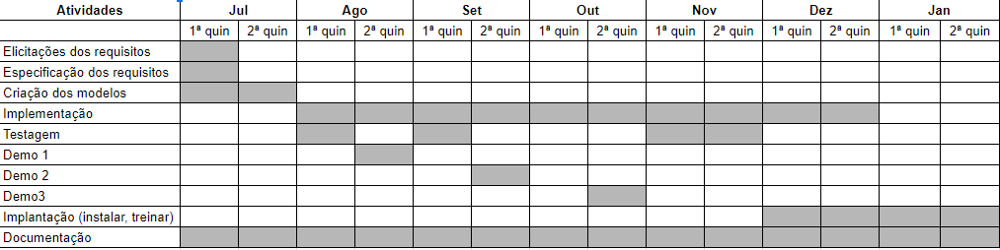 Atividades Jul Ago Set Out Nov Dez Jan
1ª quin 2ª quin 1ª quin 2ª quin 1ª quin 2ª quin 1ª quin 2ª quin 1ª quin 2ª quin 1ª quin 2ª quin 1ª quin 2ª quin
Elicitações dos requisitos
Especificação dos requisitos
Criação dos modelos
Implementação
Testagem
Demo 1
Demo 2
Demo3
Implantação (instalar, treinar)
Documentação